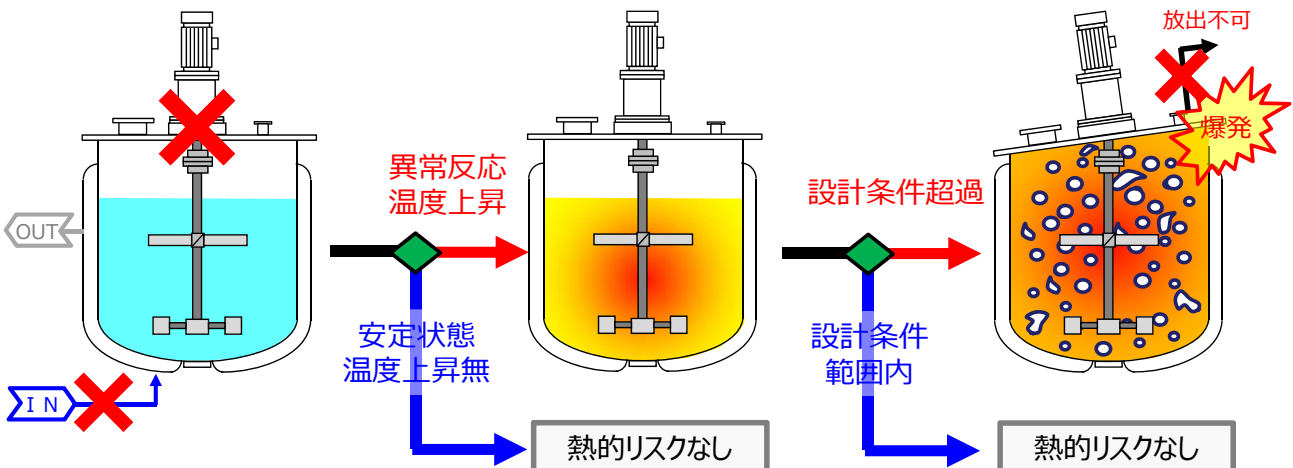 放出不可
爆発
異常反応
温度上昇
設計条件超過
OUT
安定状態
温度上昇無
設計条件
範囲内
IN
熱的リスクなし
熱的リスクなし